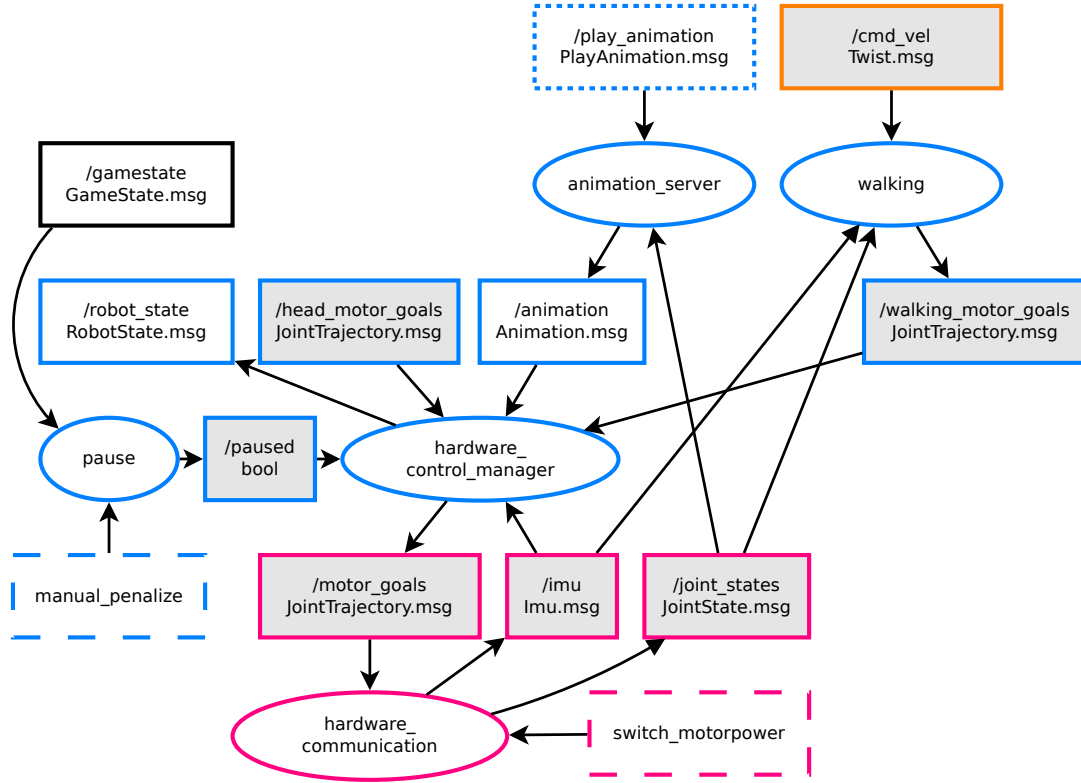 /play_animation
PlayAnimation.msg
/cmd_vel
Twist.msg
/gamestate
GameState.msg
animation_server
walking
/robot_state
RobotState.msg
/head_motor_goals
JointTrajectory.msg
/animation
Animation.msg
/walking_motor_goals
JointTrajectory.msg
pause
/paused
bool
hardware_
control_manager
manual_penalize
/motor_goals
JointTrajectory.msg
/imu
Imu.msg
/joint_states
JointState.msg
hardware_
communication
switch_motorpower